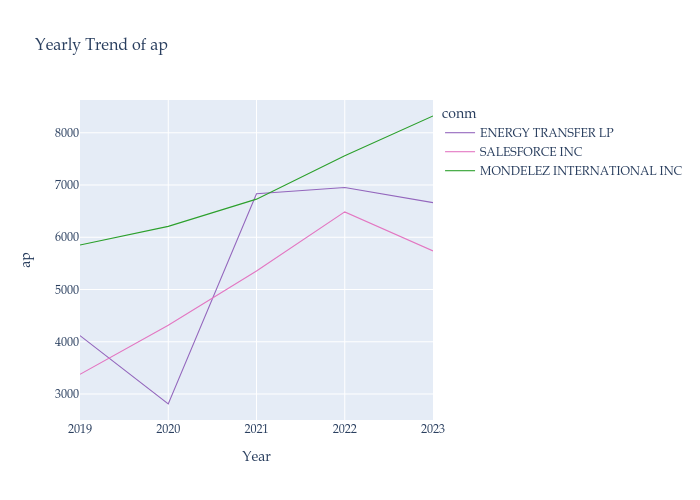 Yearly Trend of ap
conm
ENERGY TRANSFER LP
SALESFORCE INC
MONDELEZ INTERNATIONAL INC
ap
8000
7000
6000
5000
4000
3000
2019 2020 2021 2022 2023
Year